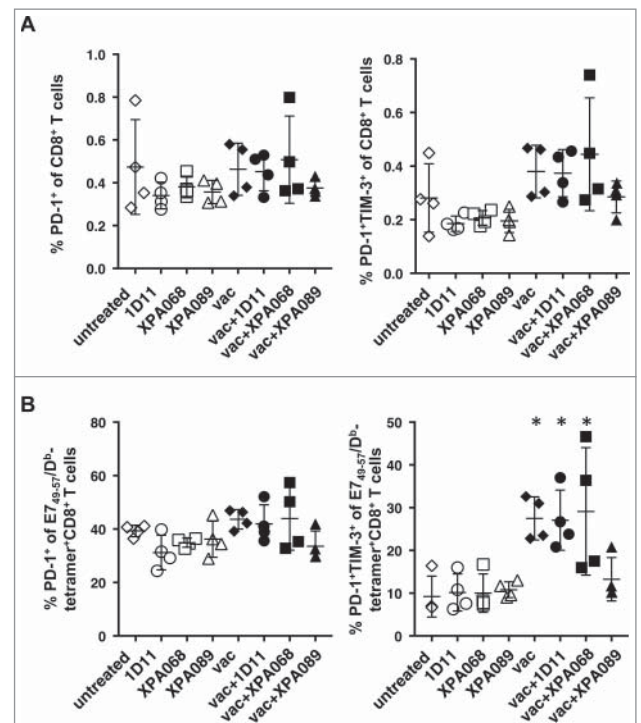 A
% PD-1⁺ of CD8⁺ T cells
1.0
0.8
0.6
0.4
0.2
0.0
untreated
1D11
XPA068
XPA089
vac
vac+1D11
vac+XPA068
vac+XPA089
% PD-1⁺TIM-3⁺ of CD8⁺ T cells
0.8
0.6
0.4
0.2
0.0
untreated
1D11
XPA068
XPA089
vac
vac+1D11
vac+XPA068
vac+XPA089
B
% PD-1⁺ of E7₄₉₋₅₇/Dᵇ-
tetramer⁺CD8⁺ T cells
80
60
40
20
0
untreated
1D11
XPA068
XPA089
vac
vac+1D11
vac+XPA068
vac+XPA089
% PD-1⁺TIM-3⁺ of E7₄₉₋₅₇/Dᵇ-
tetramer⁺CD8⁺ T cells
50
40
30
20
10
0
* * *
untreated
1D11
XPA068
XPA089
vac
vac+1D11
vac+XPA068
vac+XPA089